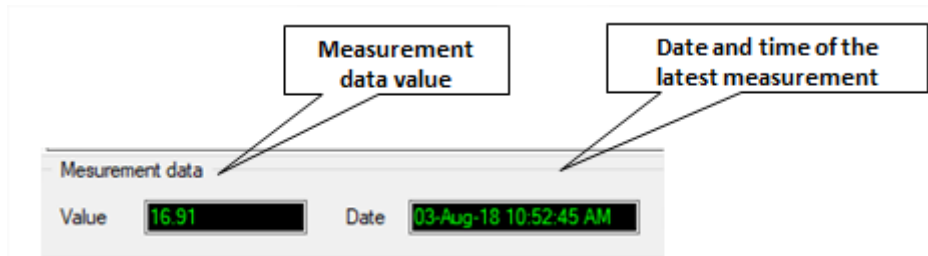 Measurement
data value
Date and time of the
latest measurement
Mesurement data
Value 16.91 Date 03-Aug-18 10:52:45 AM